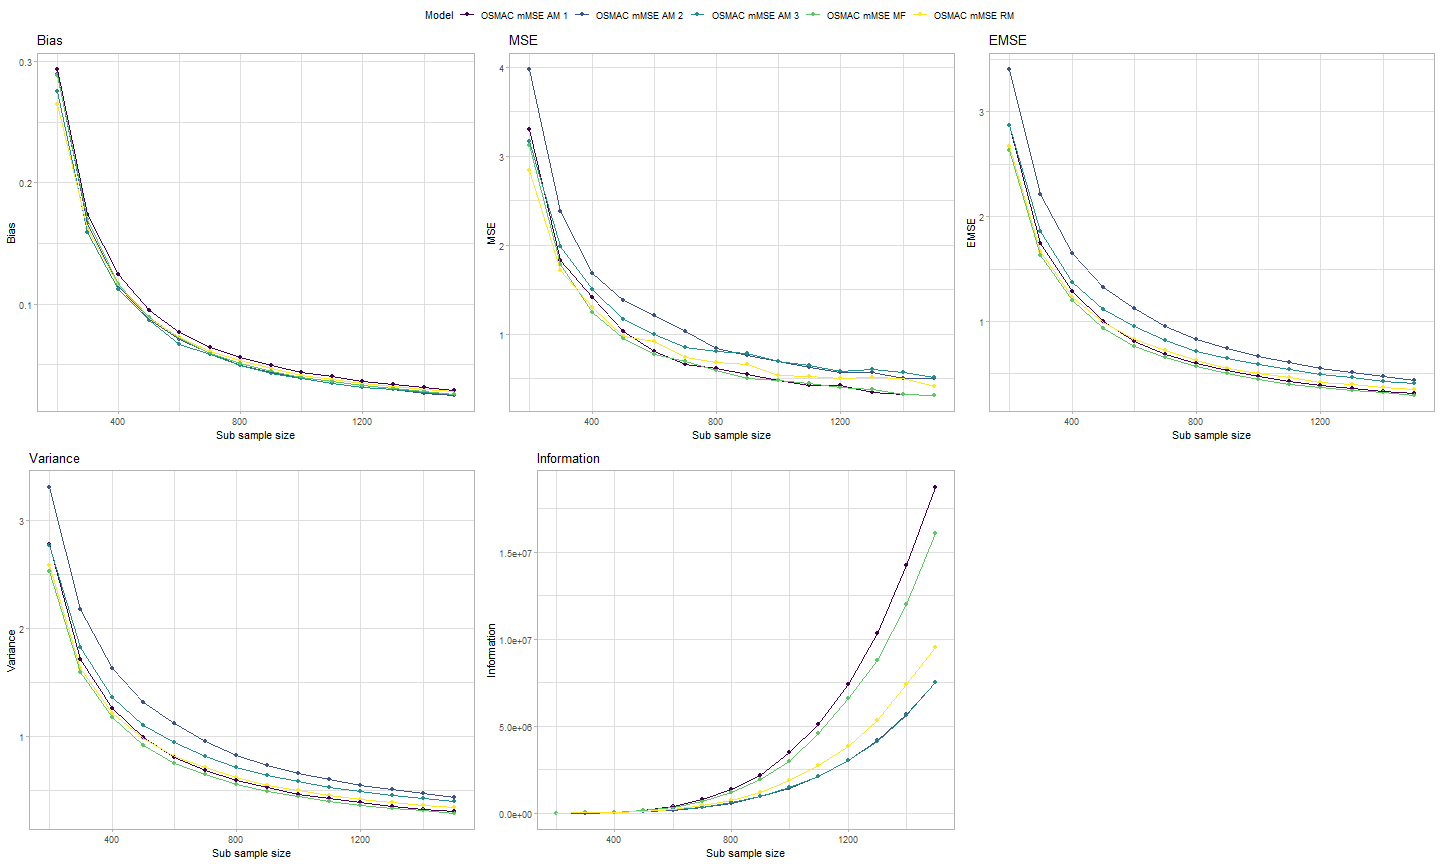 Model OSMAC mMSE AM 1 OSMAC mMSE AM 2 OSMAC mMSE AM 3 OSMAC mMSE MF OSMAC mMSE RM
Bias
0.3
0.2
0.1
Bias
400 800 1200
Sub sample size
MSE
4
3
2
1
MSE
400 800 1200
Sub sample size
EMSE
3
2
1
EMSE
400 800 1200
Sub sample size
Variance
3
2
1
Variance
400 800 1200
Sub sample size
Information
1.5e+07
1.0e+07
5.0e+06
0.0e+00
Information
400 800 1200
Sub sample size